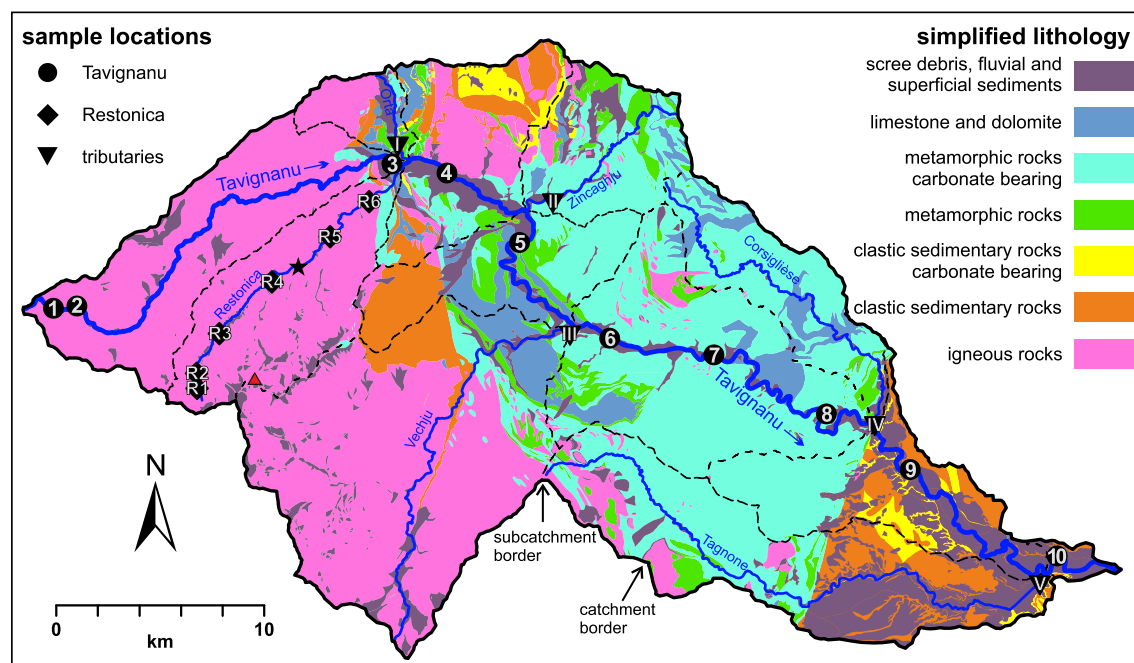 sample locations
Tavignanu
Restonica
tributaries
simplified lithology
scree debris, fluvial and
superficial sediments
limestone and dolomite
metamorphic rocks
carbonate bearing
metamorphic rocks
clastic sedimentary rocks
carbonate bearing
clastic sedimentary rocks
igneous rocks
Orta
I
3
4
Tavignanu
R6
II
Zincaghju
R5
5
Corsiglièse
R4
Restonica
1
2
R3
III
6
7
R2
R1
Tavignanu
8
IV
Vechju
9
N
subcatchment
border
Tagnone
10
V
catchment
border
0
10
km